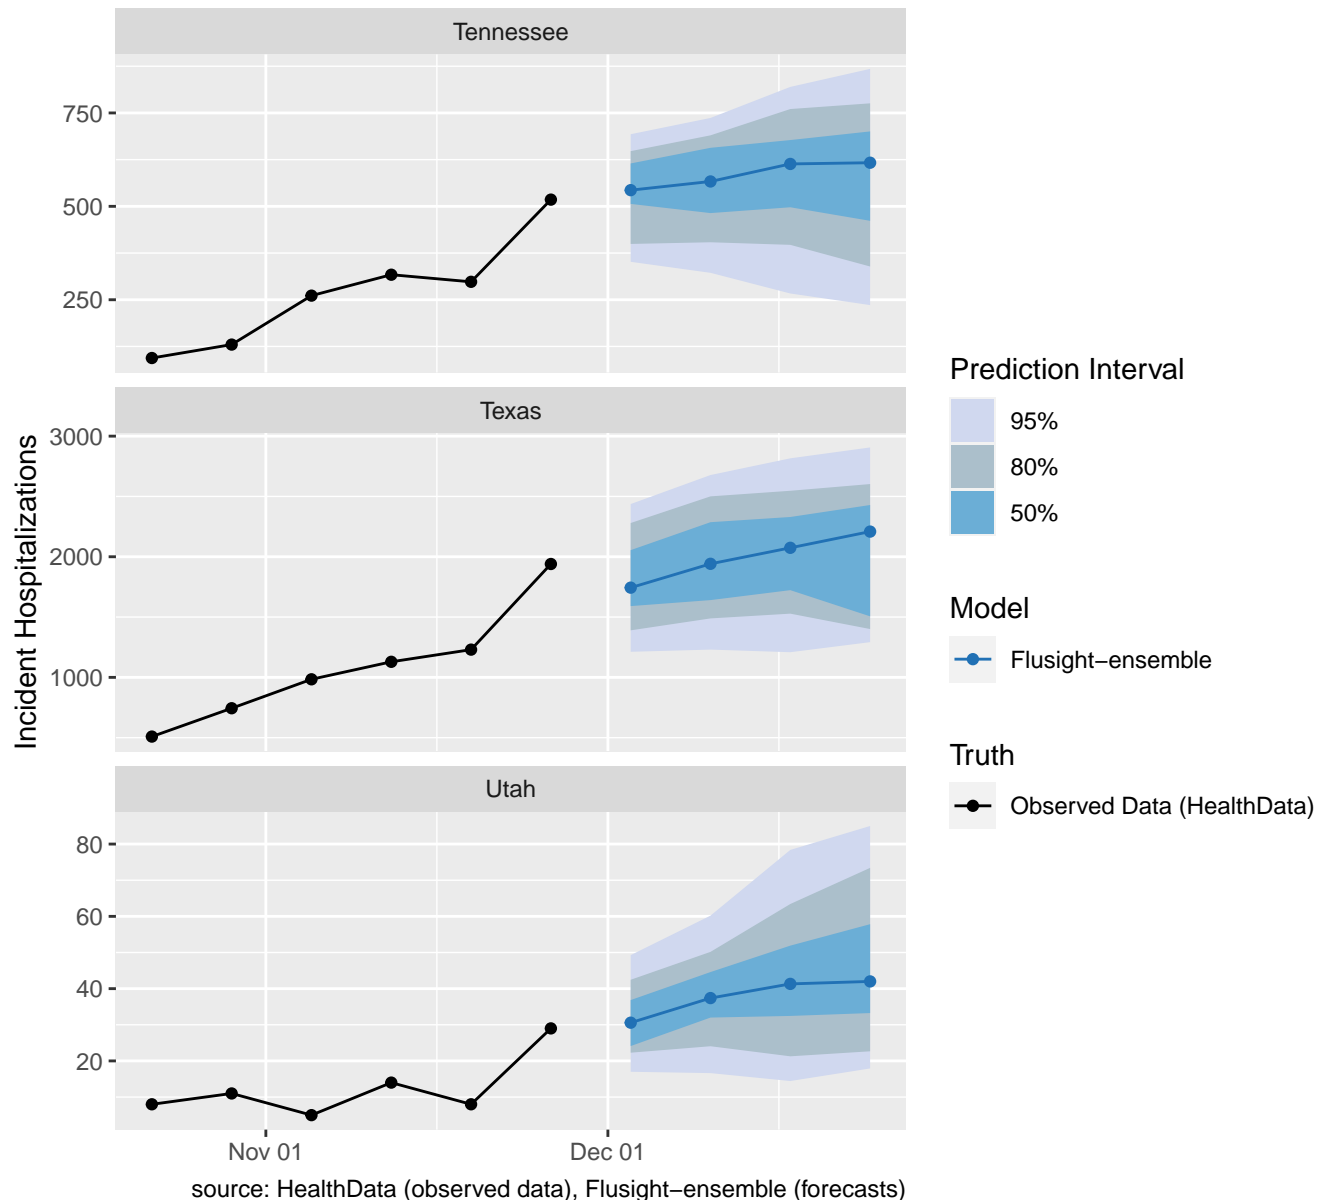 Tennessee
750
500
250
Texas
3000
2000
1000
Utah
80
60
40
20
Nov 01
Dec 01
Incident Hospitalizations
source: HealthData (observed data), Flusight−ensemble (forecasts)
Prediction Interval
95%
80%
50%
Model
Flusight−ensemble
Truth
Observed Data (HealthData)